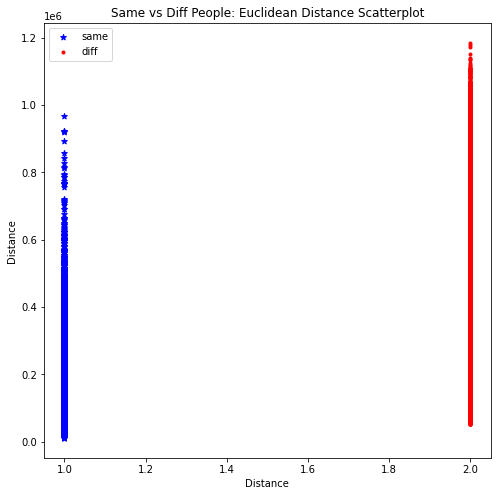 Same vs Diff People: Euclidean Distance Scatterplot
1e6
same
diff
1.2
1.0
0.8
0.6
0.4
0.2
0.0
Distance
1.0 1.2 1.4 1.6 1.8 2.0
Distance